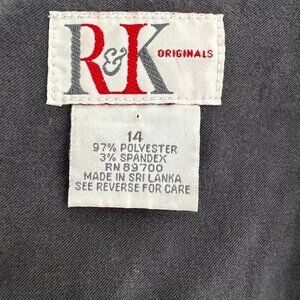 R&K ORIGINALS
14
97% POLYESTER
3% SPANDEX
RN 89700
MADE IN SRI LANKA
SEE REVERSE FOR CARE